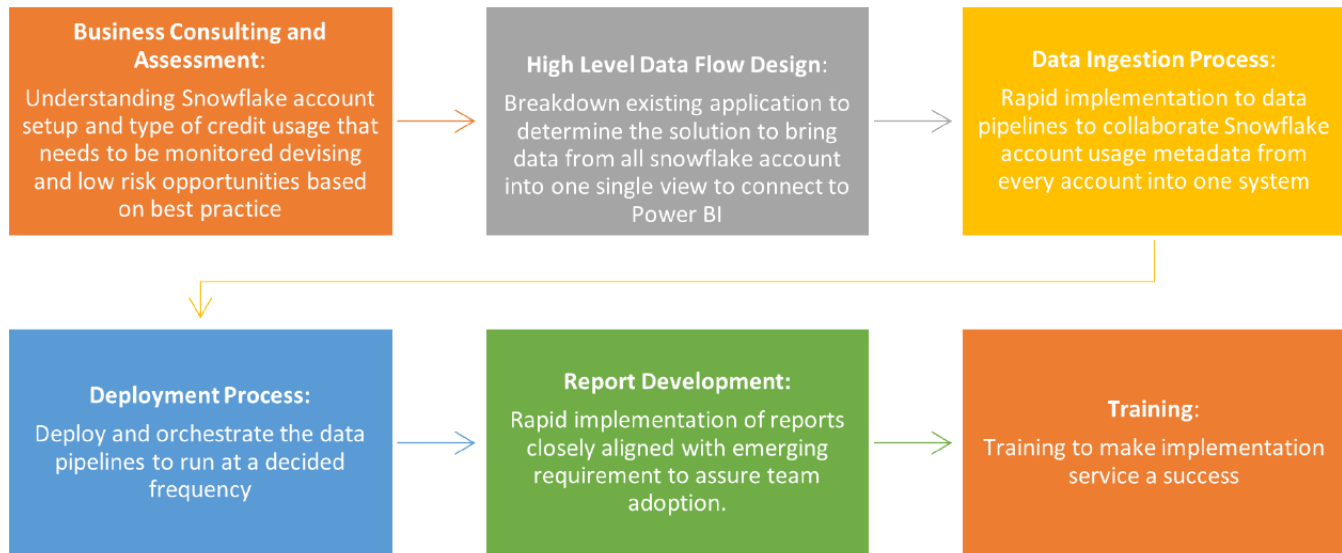 Business Consulting and
Assessment:
Understanding Snowflake account
setup and type of credit usage that
needs to be monitored devising
and low risk opportunities based
on best practice
High Level Data Flow Design:
Breakdown existing application to
determine the solution to bring
data from all snowflake account
into one single view to connect to
Power BI
Data Ingestion Process:
Rapid implementation to data
pipelines to collaborate Snowflake
account usage metadata from
every account into one system
Deployment Process:
Deploy and orchestrate the data
pipelines to run at a decided
frequency
Report Development:
Rapid implementation of reports
closely aligned with emerging
requirement to assure team
adoption.
Training:
Training to make implementation
service a success